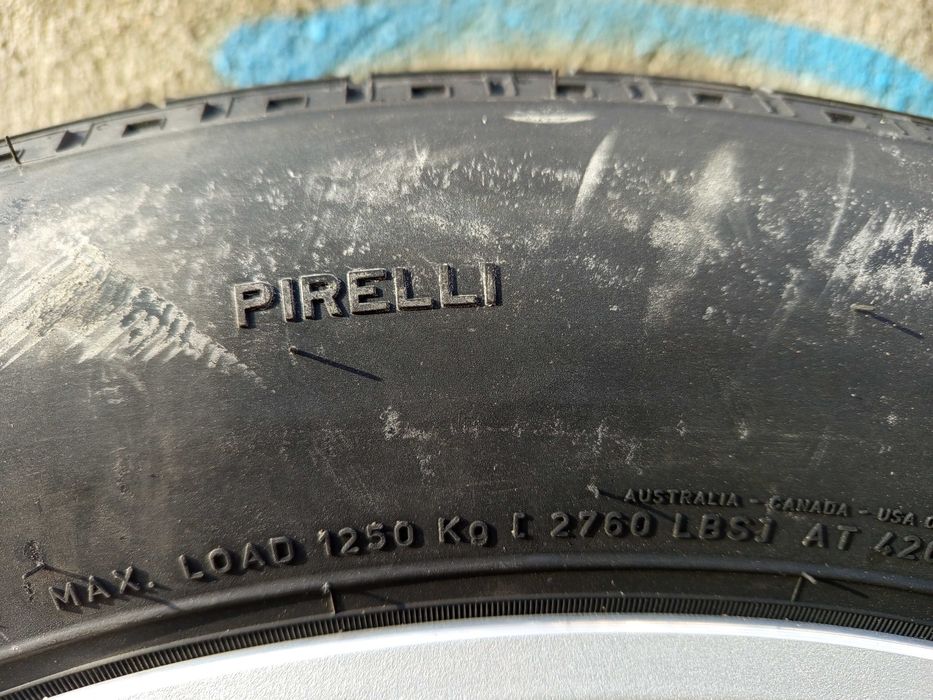 PIRELLI
AUSTRALIA - CANADA - USA
MAX. LOAD 1250 Kg [ 2760 LBS] AT